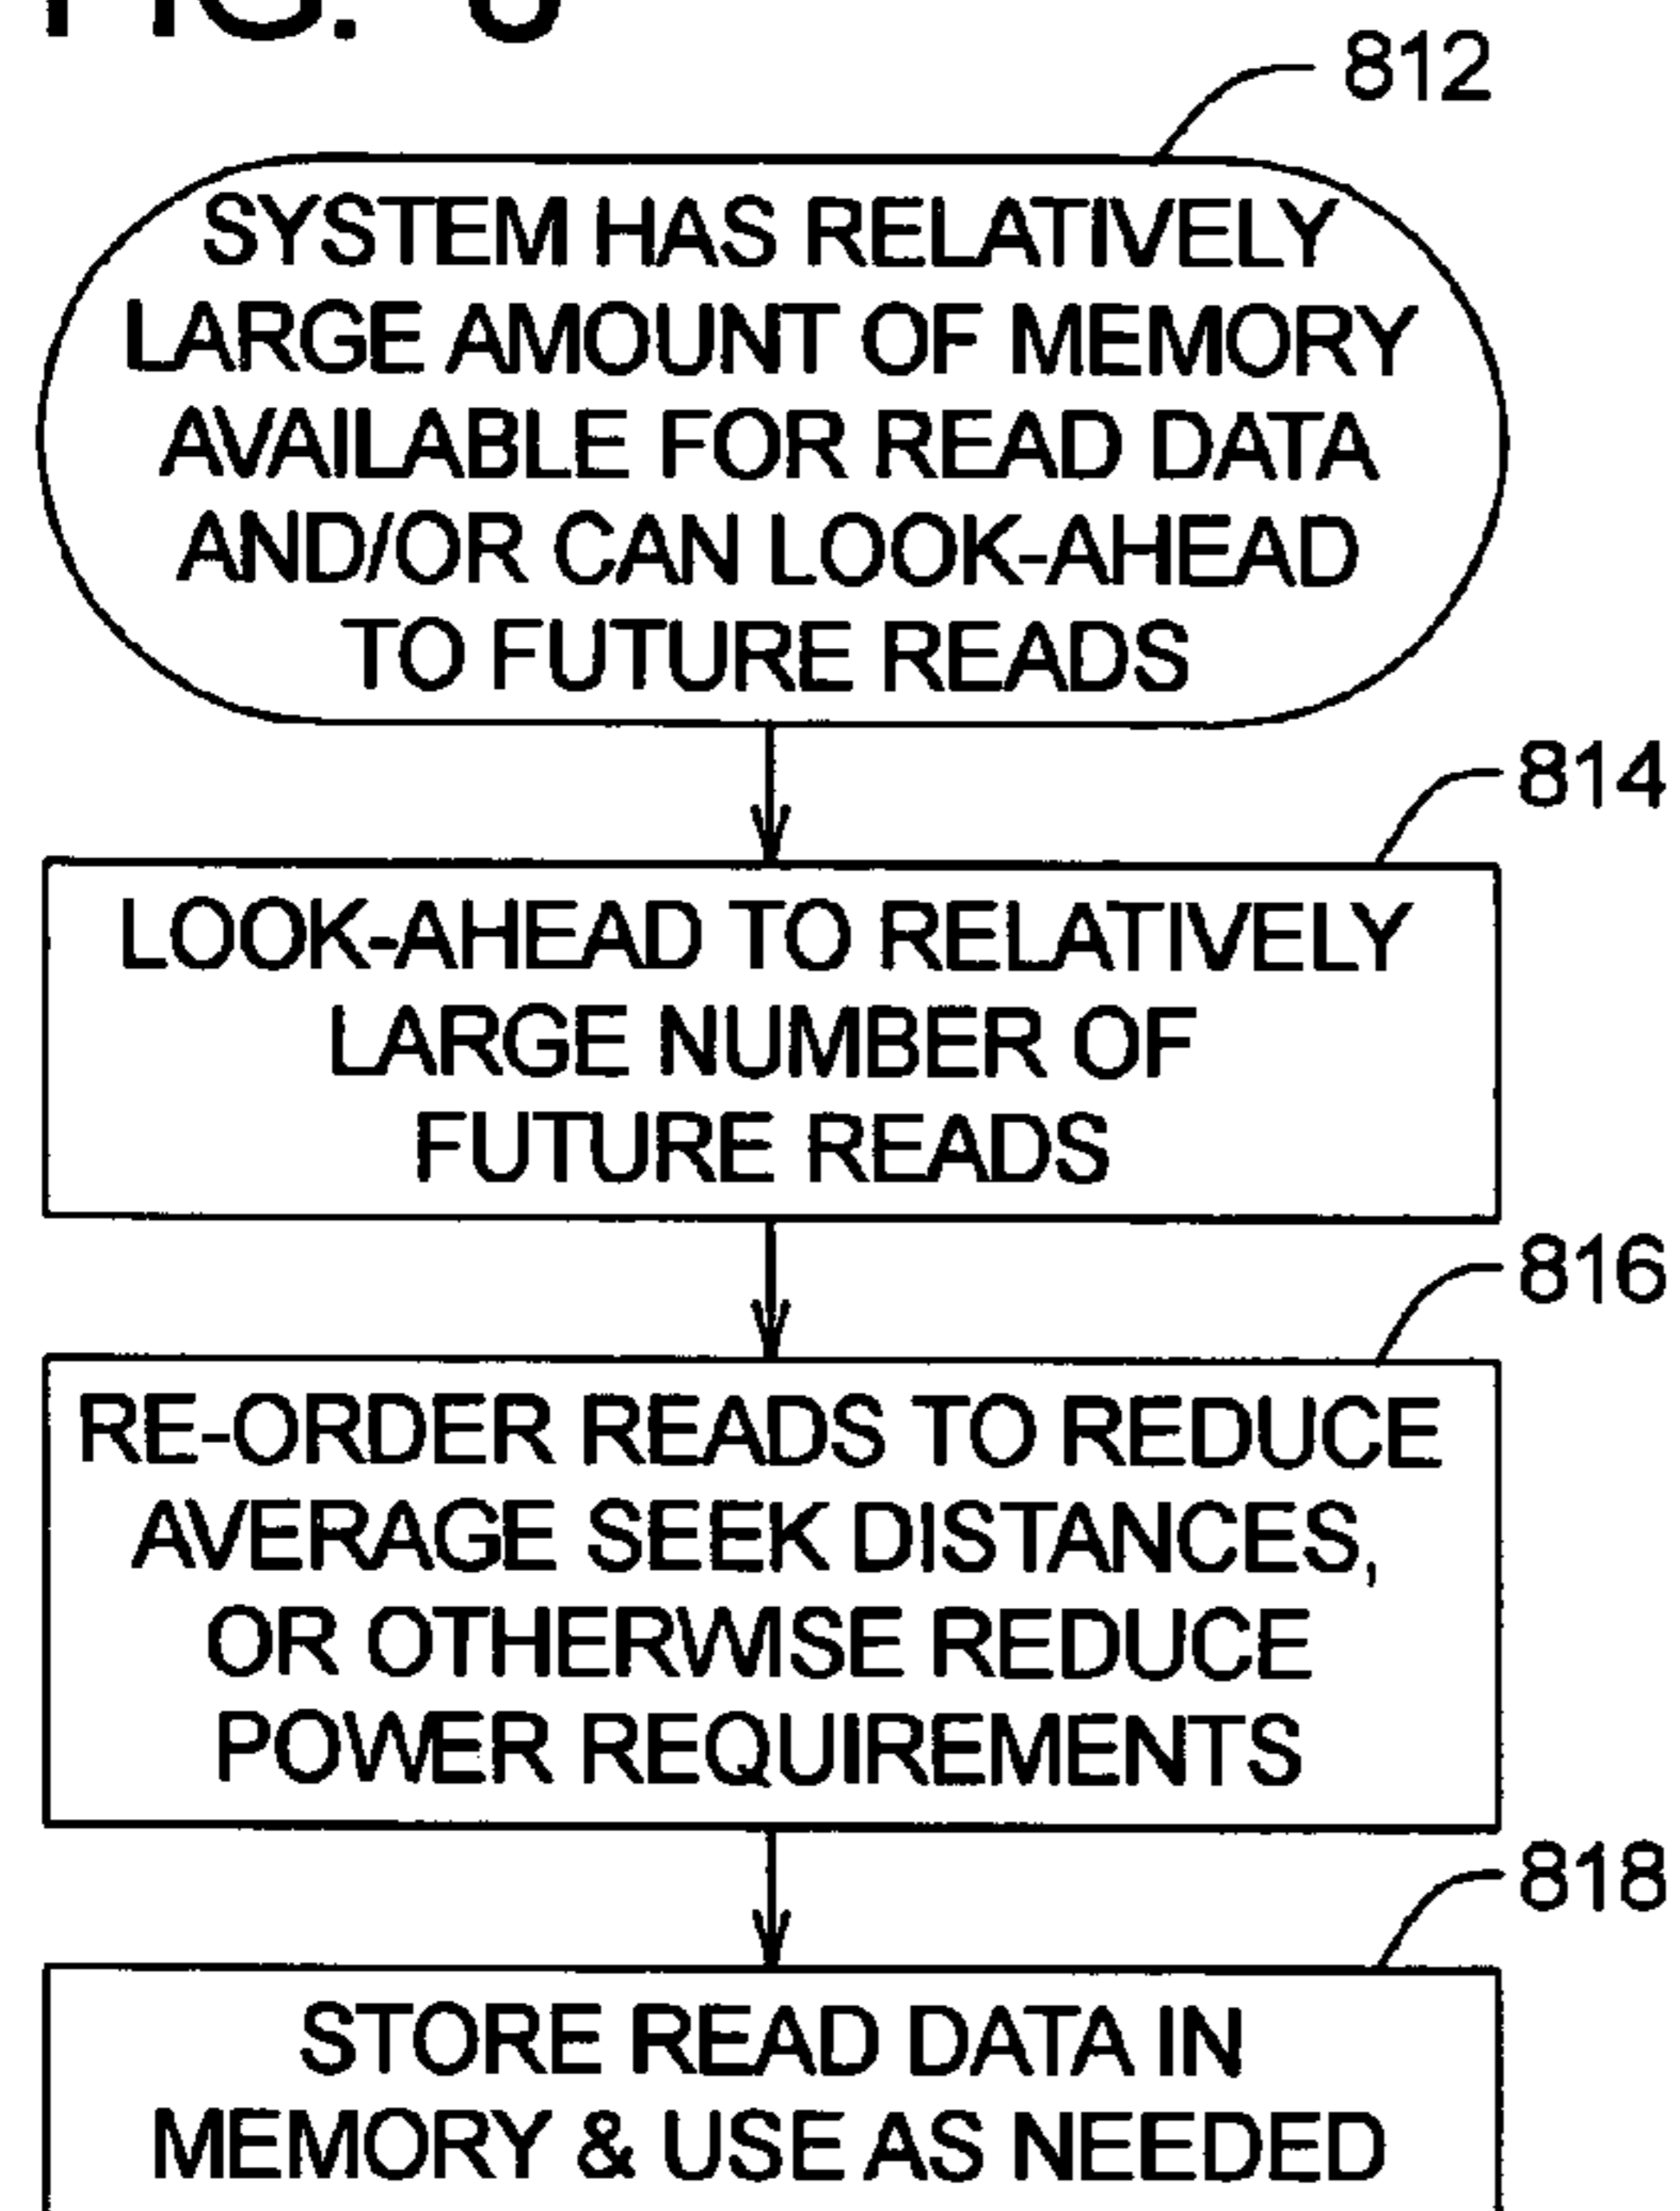 FIG. 8
812
SYSTEM HAS RELATIVELY
LARGE AMOUNT OF MEMORY
AVAILABLE FOR READ DATA
AND/OR CAN LOOK-AHEAD
TO FUTURE READS
814
LOOK-AHEAD TO RELATIVELY
LARGE NUMBER OF
FUTURE READS
816
RE-ORDER READS TO REDUCE
AVERAGE SEEK DISTANCES,
OR OTHERWISE REDUCE
POWER REQUIREMENTS
818
STORE READ DATA IN
MEMORY & USE AS NEEDED